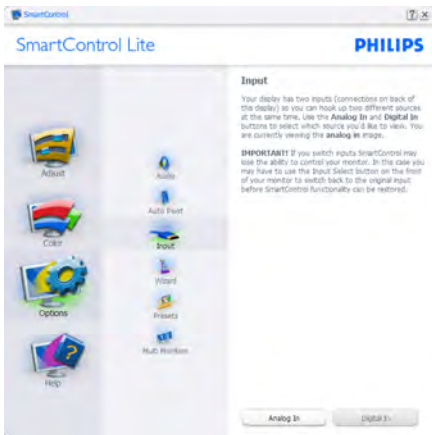 SmartControl
SmartControl Lite
PHILIPS
Adjust
Color
Options
Help
Audio
Auto Pivot
Input
Wizard
Presets
Multi Monitors
Input
Your display has two inputs (connections on back of
this display) so you can hook up two different sources
at the same time. Use the Analog In and Digital In
buttons to select which source you'd like to view. You
are currently viewing the analog in image.
IMPORTANT! If you switch inputs SmartControl may
lose the ability to control your monitor. In this case you
may have to use the Input Select button on the front
of your monitor to switch back to the original input
before SmartControl functionality can be restored.
Analog In
Digital In